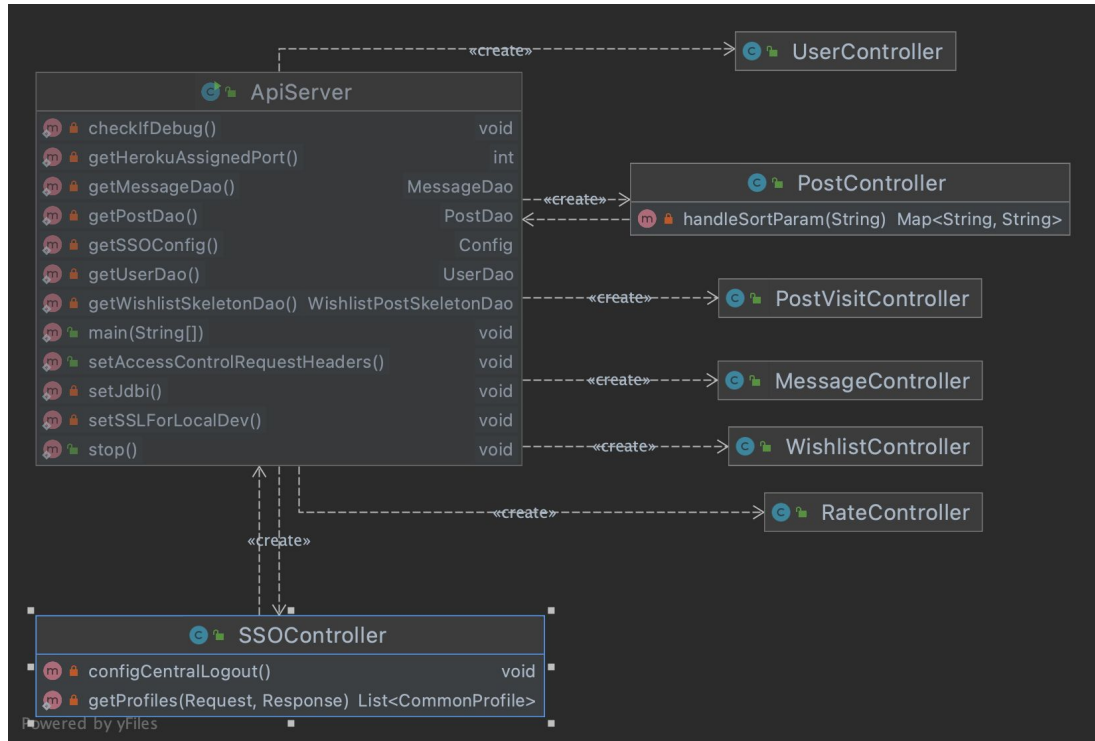 «create»
UserController
ApiServer
checkIfDebug() void
getHerokuAssignedPort() int
getMessageDao() MessageDao
getPostDao() PostDao
getSSOConfig() Config
getUserDao() UserDao
getWishlistSkeletonDao() WishlistPostSkeletonDao
main(String[]) void
setAccessControlRequestHeaders() void
setJdbi() void
setSSLForLocalDev() void
stop() void
«create»
PostController
handleSortParam(String) Map<String, String>
«create»
PostVisitController
«create»
MessageController
«create»
WishlistController
«create»
RateController
«create»
SSOController
configCentralLogout() void
getProfiles(Request, Response) List<CommonProfile>
Powered by yFiles